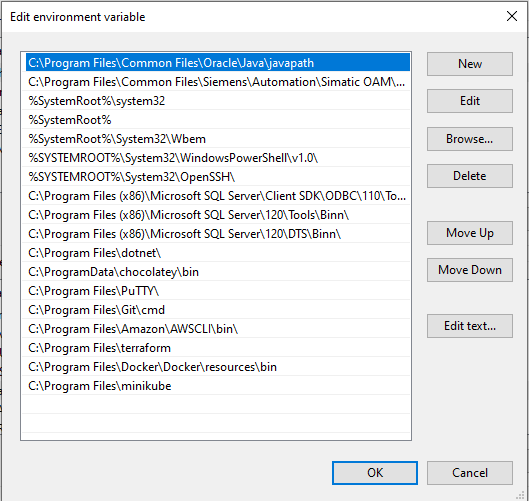 Edit environment variable
C:\Program Files\Common Files\Oracle\Java\javapath
C:\Program Files\Common Files\Siemens\Automation\Simatic OAM\...
%SystemRoot%\system32
%SystemRoot%
%SystemRoot%\System32\Wbem
%SYSTEMROOT%\System32\WindowsPowerShell\v1.0\
%SYSTEMROOT%\System32\OpenSSH\
C:\Program Files (x86)\Microsoft SQL Server\Client SDK\ODBC\110\To...
C:\Program Files (x86)\Microsoft SQL Server\120\Tools\Binn\
C:\Program Files (x86)\Microsoft SQL Server\120\DTS\Binn\
C:\Program Files\dotnet\
C:\ProgramData\chocolatey\bin
C:\Program Files\PuTTY\
C:\Program Files\Git\cmd
C:\Program Files\Amazon\AWSCLI\bin\
C:\Program Files\terraform
C:\Program Files\Docker\Docker\resources\bin
C:\Program Files\minikube
New
Edit
Browse...
Delete
Move Up
Move Down
Edit text...
OK
Cancel